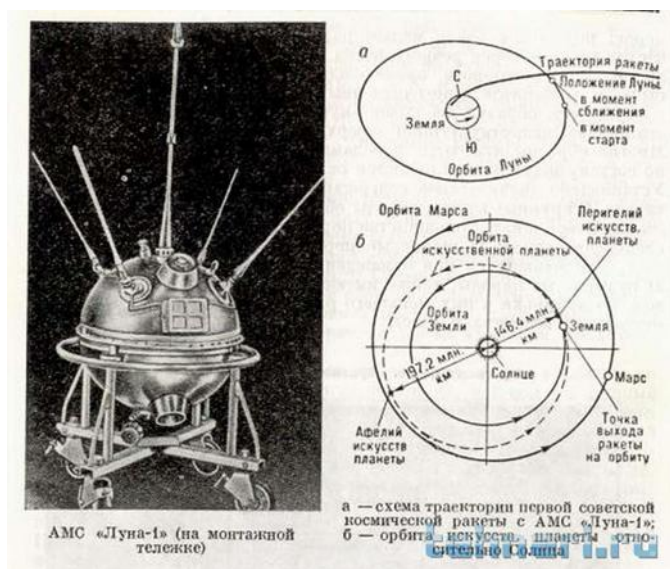 АМС «Луна-1» (на монтажной
тележке)
а
Траектория ракеты
С
Положение Луны
в момент
сближения
Земля
в момент
старта
Ю
Орбита Луны
б
Орбита Марса
Перигелий
искусств.
планеты
Орбита
искусственной планеты
Орбита
Земли
146,4 млн.
км
Земля
197,2 млн.
км
Солнце
Марс
Афелий
искусств
планеты
Точка
выхода
ракеты
на орбиту
а — схема траектории первой советской
космической ракеты с АМС «Луна-1»;
б — орбита искусств. планеты отно-
сительно Солнца
tehnari.ru